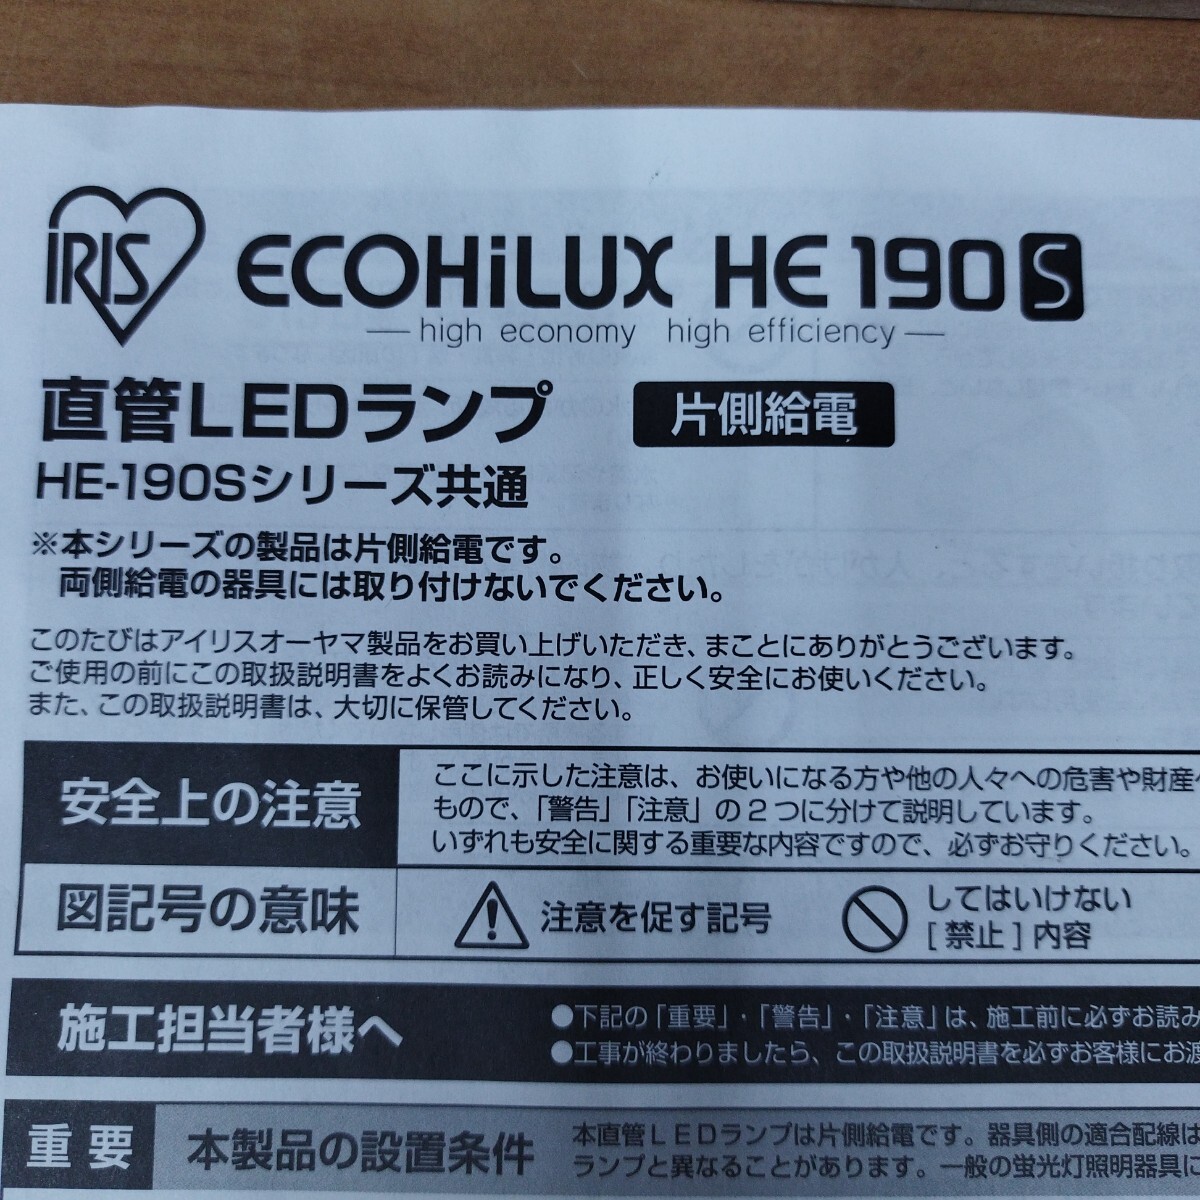 IRIS ECOHiLUX HE 190 S
high economy high efficiency
直管LEDランプ 片側給電
HE-190Sシリーズ共通
※本シリーズの製品は片側給電です。
両側給電の器具には取り付けないでください。
このたびはアイリスオーヤマ製品をお買い上げいただき、まことにありがとうございます。
ご使用の前にこの取扱説明書をよくお読みになり、正しく安全にお使いください。
また、この取扱説明書は、大切に保管してください。
安全上の注意
ここに示した注意は、お使いになる方や他の人々への危害や財産
もので、「警告」「注意」の2つに分けて説明しています。
いずれも安全に関する重要な内容ですので、必ずお守りください。
図記号の意味
注意を促す記号
してはいけない
[禁止]内容
施工担当者様へ
●下記の「重要」・「警告」・「注意」は、施工前に必ずお読み
●工事が終わりましたら、この取扱説明書を必ずお客様にお渡
重要
本製品の設置条件
本直管LEDランプは片側給電です。器具側の適合配線は
ランプと異なることがあります。一般の蛍光灯照明器具に